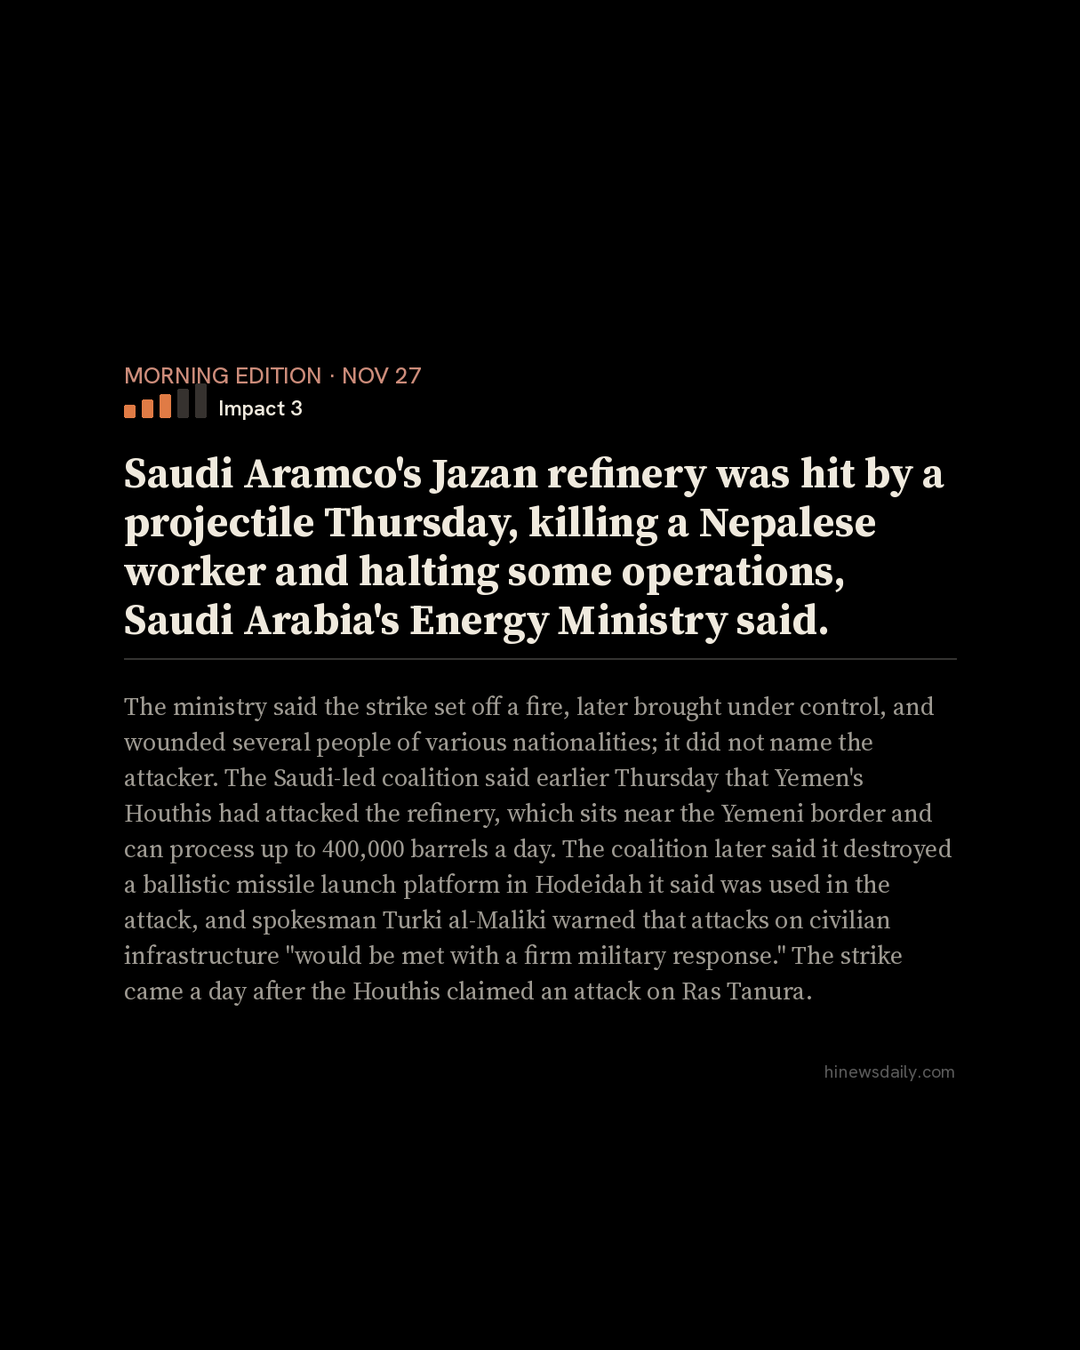 MORNING EDITION · NOV 27
Impact 3
Saudi Aramco's Jazan refinery was hit by a
projectile Thursday, killing a Nepalese
worker and halting some operations,
Saudi Arabia's Energy Ministry said.
The ministry said the strike set off a fire, later brought under control, and
wounded several people of various nationalities; it did not name the
attacker. The Saudi-led coalition said earlier Thursday that Yemen's
Houthis had attacked the refinery, which sits near the Yemeni border and
can process up to 400,000 barrels a day. The coalition later said it destroyed
a ballistic missile launch platform in Hodeidah it said was used in the
attack, and spokesman Turki al-Maliki warned that attacks on civilian
infrastructure "would be met with a firm military response." The strike
came a day after the Houthis claimed an attack on Ras Tanura.
hinewsdaily.com